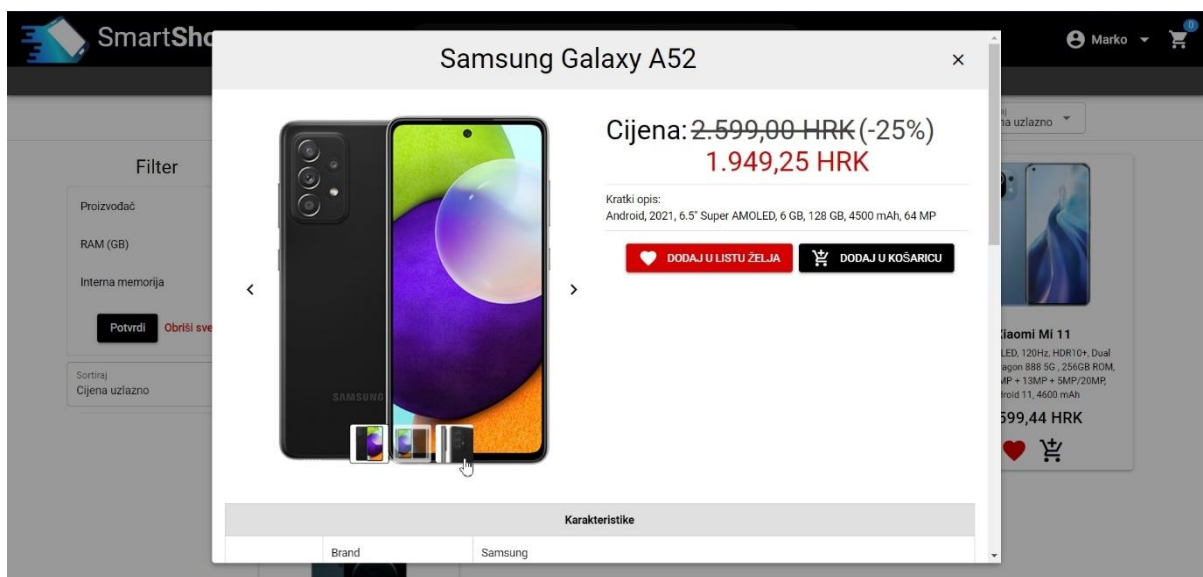 SmartSho
Marko
0
Samsung Galaxy A52
×
Cijena: 2.599,00 HRK (-25%)
1.949,25 HRK
Kratki opis:
Android, 2021, 6.5" Super AMOLED, 6 GB, 128 GB, 4500 mAh, 64 MP
DODAJ U LISTU ŽELJA
DODAJ U KOŠARICU
SAMSUNG
Karakteristike
Brand Samsung
Filter
Proizvođač
RAM (GB)
Interna memorija
Potvrdi Obriši sve
Sortiraj
Cijena uzlazno
na uzlazno
Xiaomi Mi 11
LED, 120Hz, HDR10+, Dual
ragon 888 5G , 256GB ROM,
MP + 13MP + 5MP/20MP,
droid 11, 4600 mAh
599,44 HRK